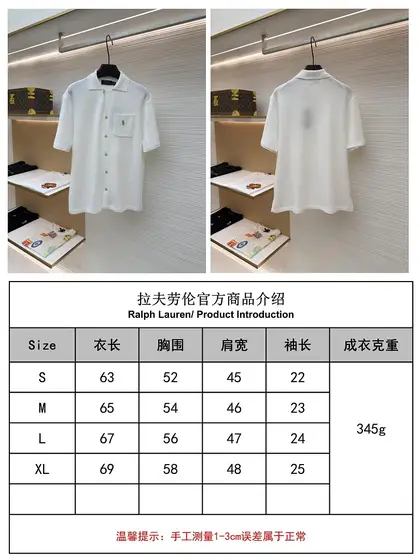 拉夫劳伦官方商品介绍
Ralph Lauren/ Product Introduction
Size 衣长 胸围 肩宽 袖长 成衣克重
S 63 52 45 22 345g
M 65 54 46 23
L 67 56 47 24
XL 69 58 48 25
温馨提示：手工测量1-3cm误差属于正常